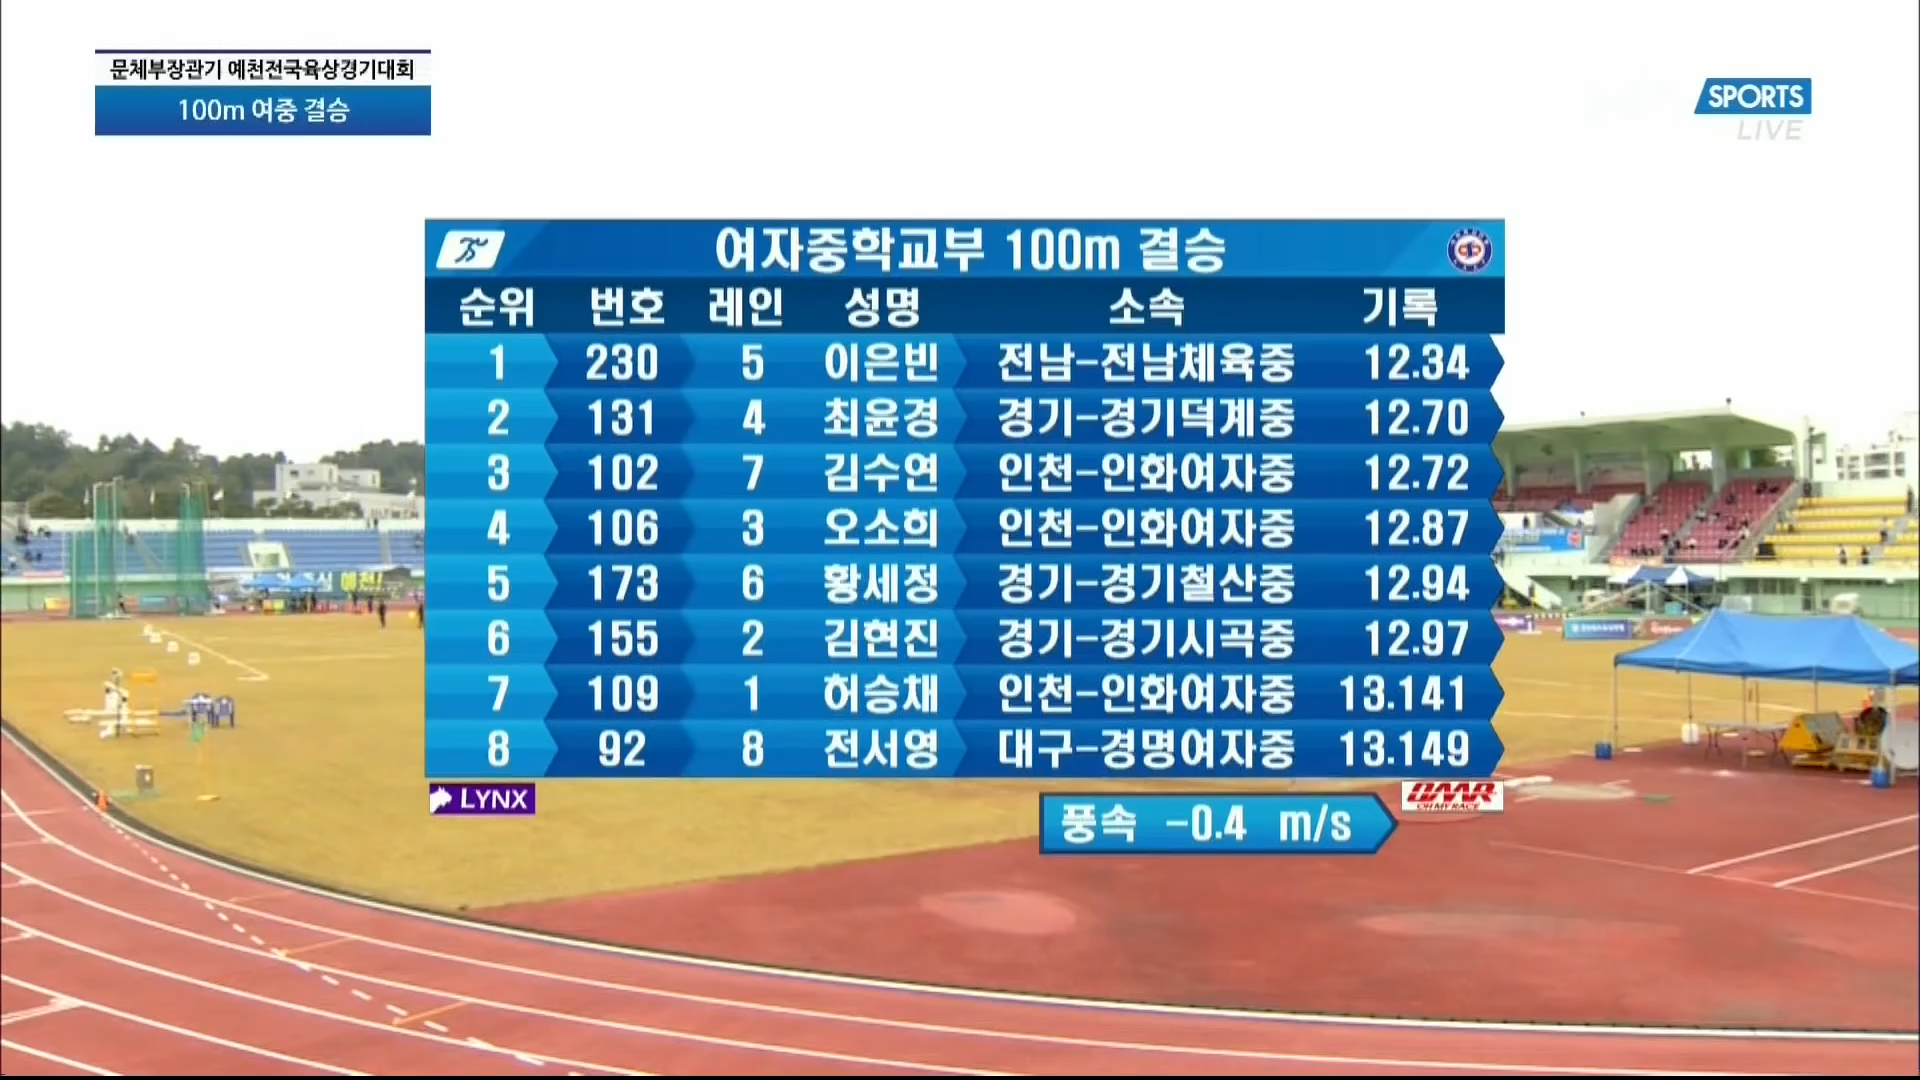 문체부장관기 예천전국육상경기대회
100m 여중 결승
SPORTS
LIVE
여자중학교부 100m 결승
순위 번호 레인 성명 소속 기록
1 230 5 이은빈 전남-전남체육중 12.34
2 131 4 최윤경 경기-경기덕계중 12.70
3 102 7 김수연 인천-인화여자중 12.72
4 106 3 오소희 인천-인화여자중 12.87
5 173 6 황세정 경기-경기철산중 12.94
6 155 2 김현진 경기-경기시곡중 12.97
7 109 1 허승채 인천-인화여자중 13.141
8 92 8 전서영 대구-경명여자중 13.149
LYNX
OMR
OH MY RACE
풍속 -0.4 m/s
예천!